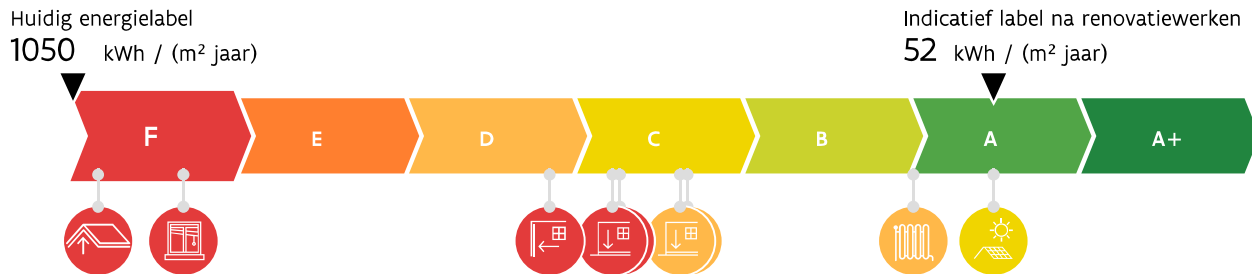 Huidig energielabel
1050 kWh / (m² jaar)
Indicatief label na renovatiewerken
52 kWh / (m² jaar)
F E D C B A A+